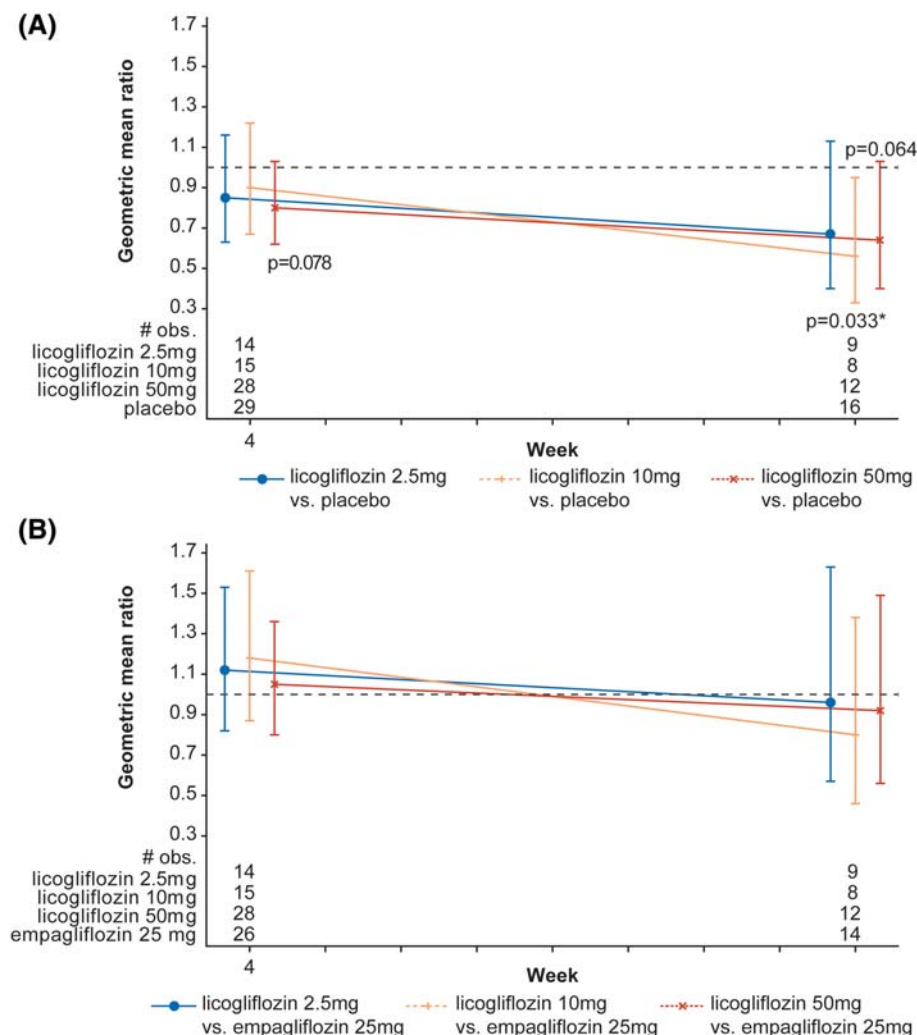 (A)
1.7
1.5
1.3
1.1
0.9
0.7
0.5
0.3
Geometric mean ratio
p=0.078
p=0.064
p=0.033*
# obs.
licogliflozin 2.5mg 14 9
licogliflozin 10mg 15 8
licogliflozin 50mg 28 12
placebo 29 16
4
Week
licogliflozin 2.5mg vs. placebo
licogliflozin 10mg vs. placebo
licogliflozin 50mg vs. placebo
(B)
1.7
1.5
1.3
1.1
0.9
0.7
0.5
0.3
Geometric mean ratio
# obs.
licogliflozin 2.5mg 14 9
licogliflozin 10mg 15 8
licogliflozin 50mg 28 12
empagliflozin 25 mg 26 14
4
Week
licogliflozin 2.5mg vs. empagliflozin 25mg
licogliflozin 10mg vs. empagliflozin 25mg
licogliflozin 50mg vs. empagliflozin 25mg